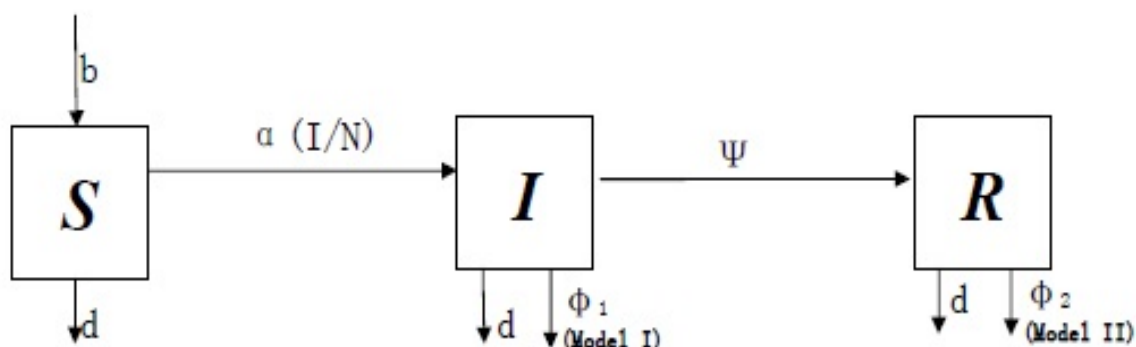 b
α (I/N)
Ψ
S
I
R
d
d
Φ₁
(Model I)
d
Φ₂
(Model II)